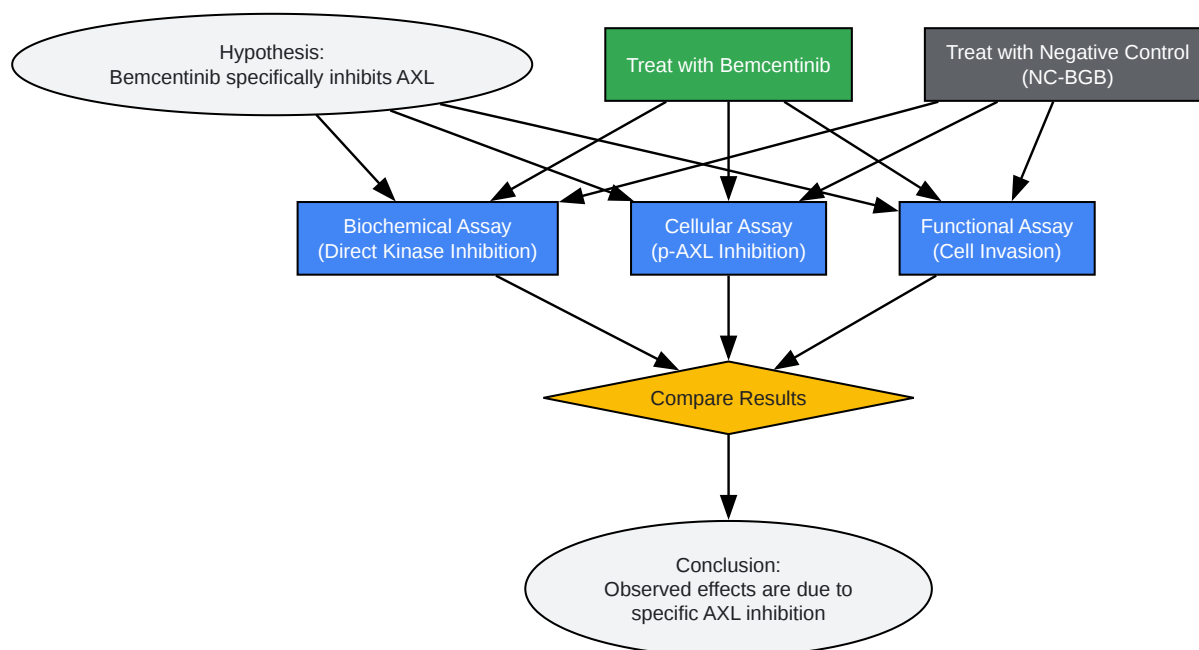 Hypothesis:
Bemcentinib specifically inhibits AXL
Treat with Bemcentinib
Treat with Negative Control
(NC-BGB)
Biochemical Assay
(Direct Kinase Inhibition)
Cellular Assay
(p-AXL Inhibition)
Functional Assay
(Cell Invasion)
Compare Results
Conclusion:
Observed effects are due to
specific AXL inhibition